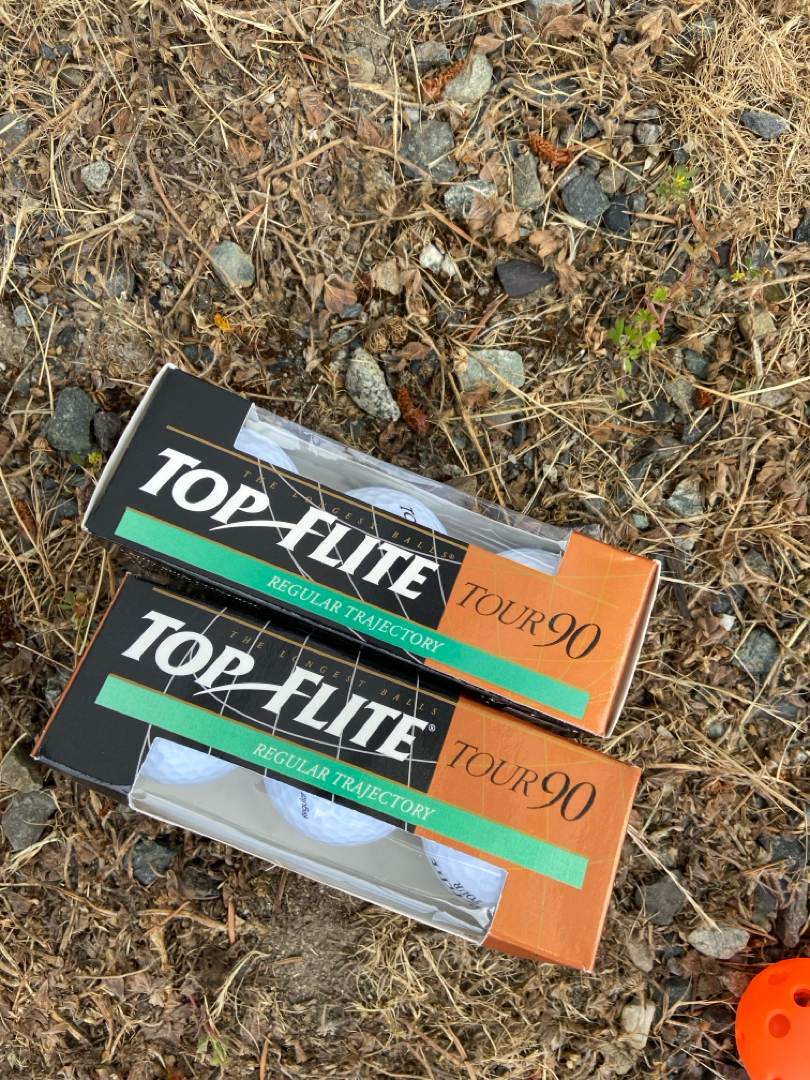 THE LONGEST BALLS®
TOP FLITE
REGULAR TRAJECTORY
TOUR 90
THE LONGEST BALLS
TOP FLITE®
REGULAR TRAJECTORY
TOUR 90